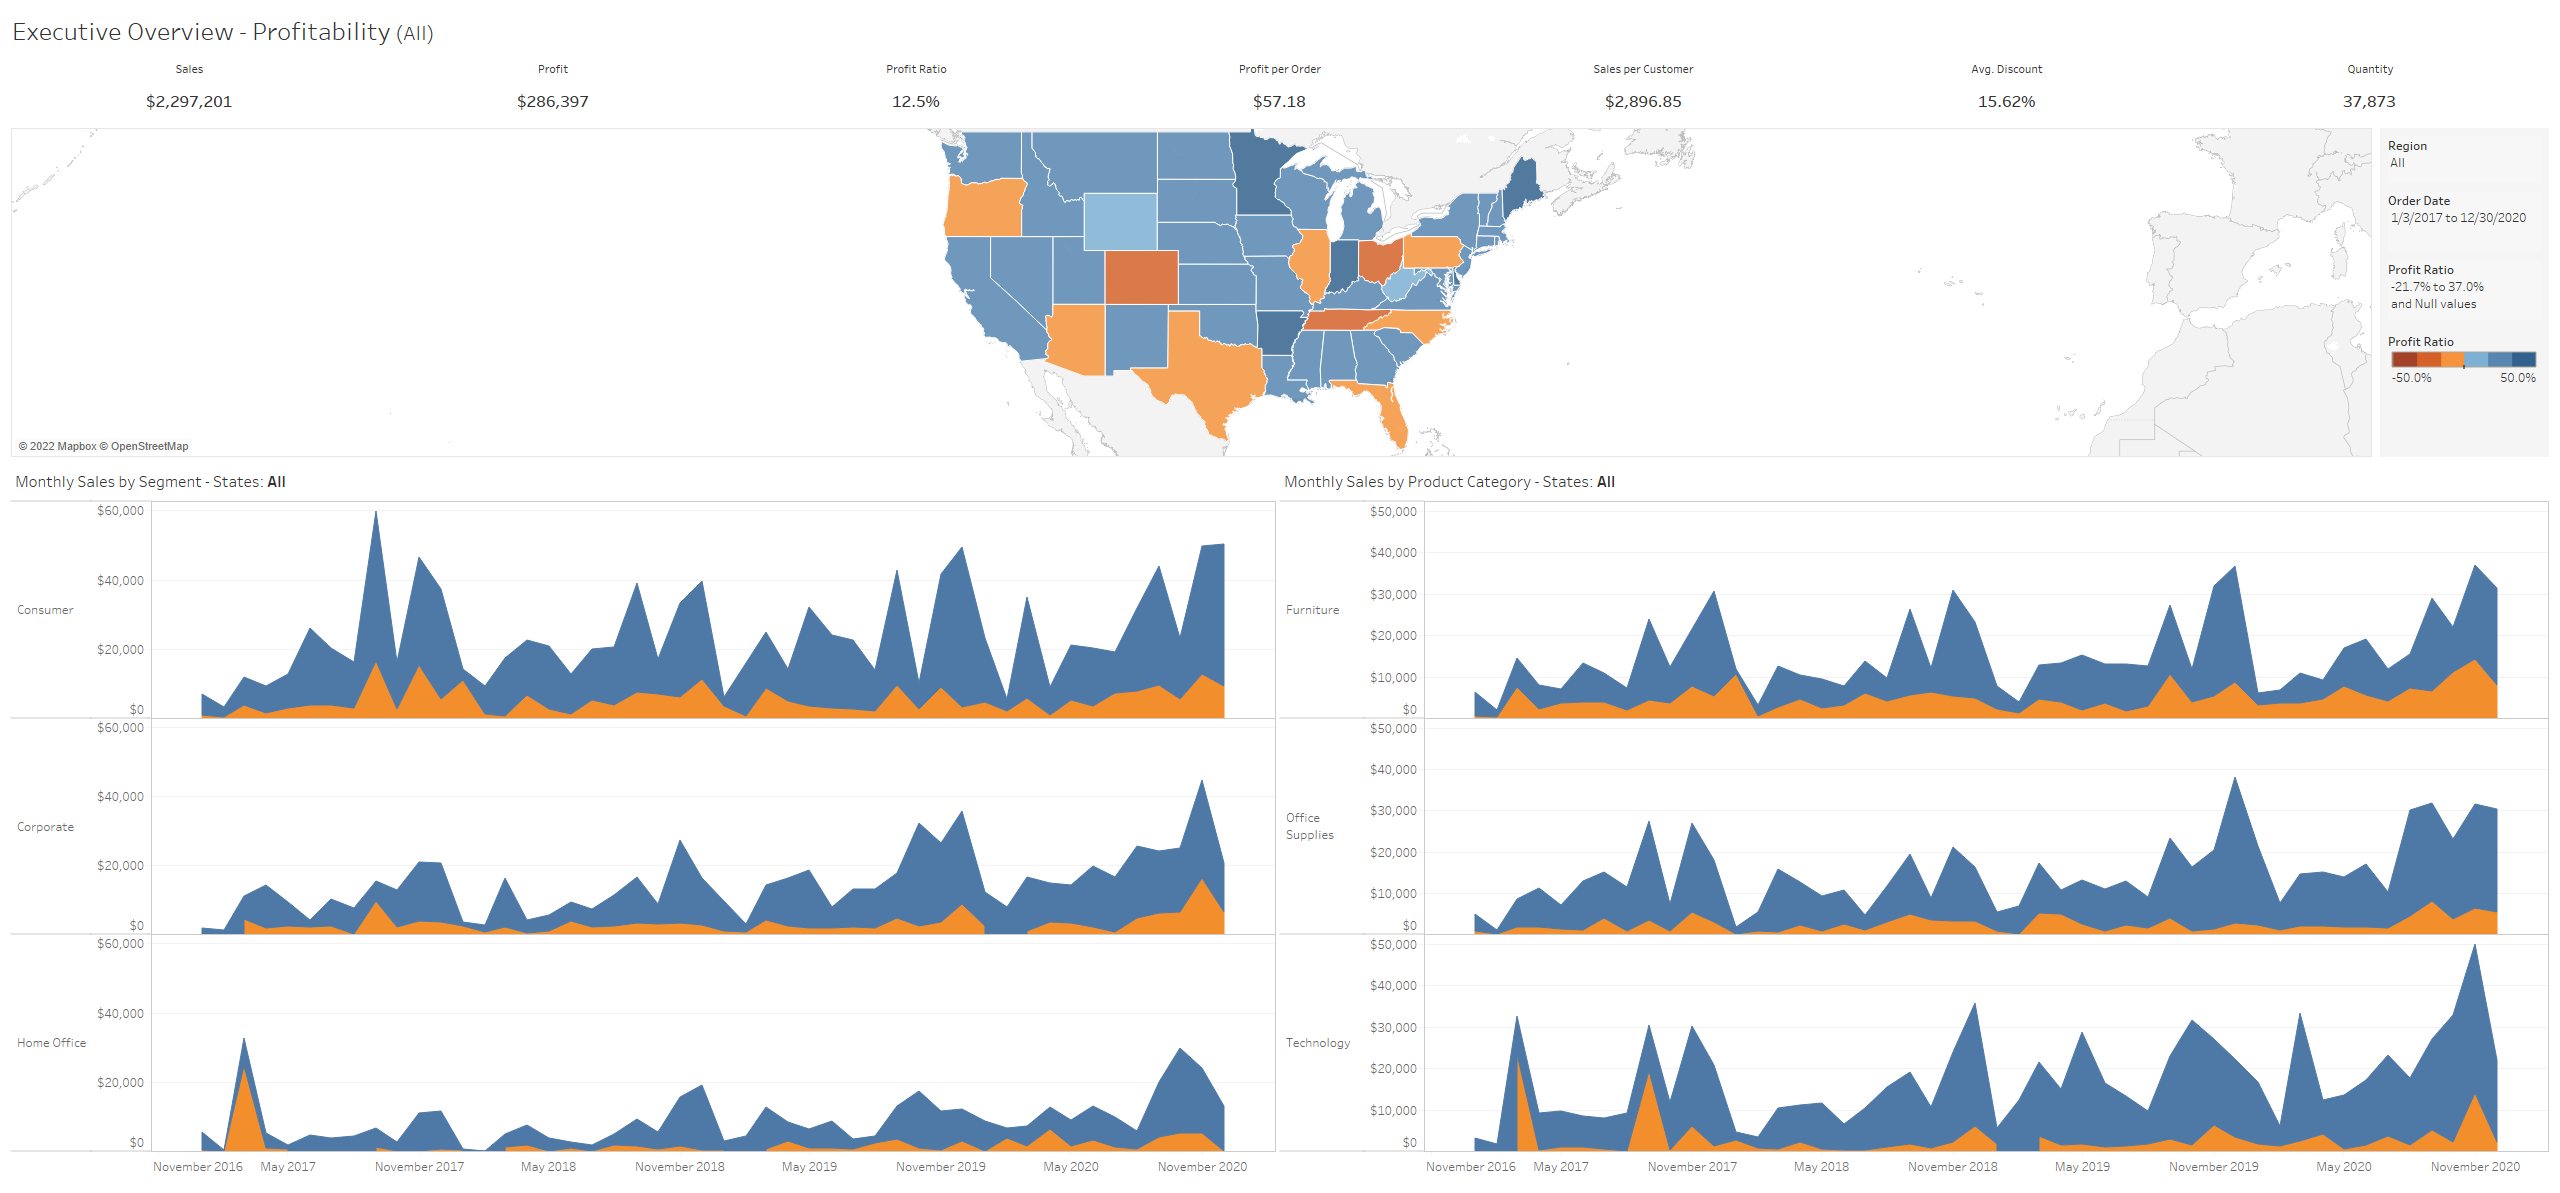 Executive Overview - Profitability (All)
Sales Profit Profit Ratio Profit per Order Sales per Customer Avg. Discount Quantity
$2,297,201 $286,397 12.5% $57.18 $2,896.85 15.62% 37,873
Region
All
Order Date
1/3/2017 to 12/30/2020
Profit Ratio
-21.7% to 37.0%
and Null values
Profit Ratio
-50.0% 50.0%
© 2022 Mapbox © OpenStreetMap
Monthly Sales by Segment - States: All
$60,000
$40,000
Consumer
$20,000
$0
$60,000
$40,000
Corporate
$20,000
$0
$60,000
$40,000
Home Office
$20,000
$0
November 2016 May 2017 November 2017 May 2018 November 2018 May 2019 November 2019 May 2020 November 2020
Monthly Sales by Product Category - States: All
$50,000
$40,000
$30,000
Furniture
$20,000
$10,000
$0
$50,000
$40,000
$30,000
Office
Supplies
$20,000
$10,000
$0
$50,000
$40,000
$30,000
Technology
$20,000
$10,000
$0
November 2016 May 2017 November 2017 May 2018 November 2018 May 2019 November 2019 May 2020 November 2020